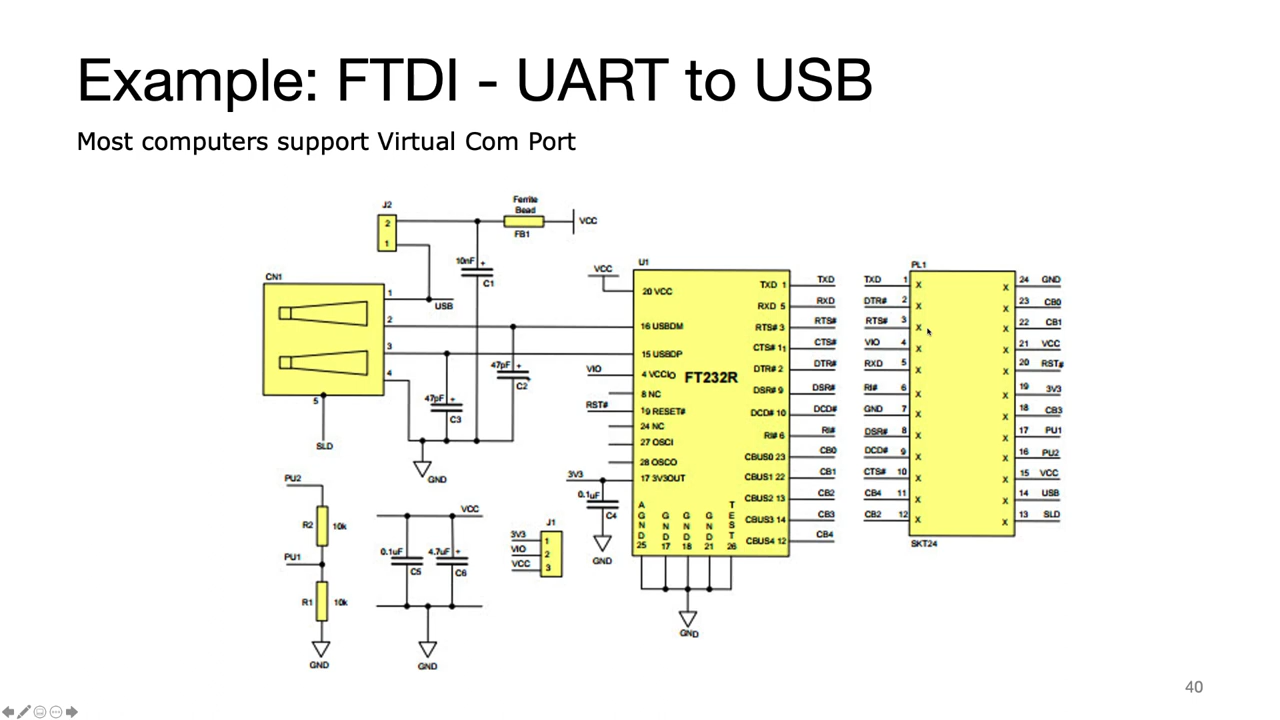 Example: FTDI - UART to USB
Most computers support Virtual Com Port
J2
2
1
Ferrite
Bead
FB1
VCC
10nF +
C1
CN1
1
USB
2
3
4
5
SLD
47pF +
C2
47pF +
C3
GND
PU2
R2 10k
PU1
R1 10k
GND
VCC
0.1uF
C5
4.7uF +
C6
GND
J1
3V3 1
VIO 2
VCC 3
U1
VCC
20 VCC
16 USBDM
15 USBDP
VIO
4 VCCIO
8 NC
RST#
19 RESET#
24 NC
27 OSCI
28 OSCO
3V3
17 3V3OUT
0.1uF
C4
GND
FT232R
AGND 25
GND 17
GND 18
GND 21
TEST 26
GND
TXD 1 TXD
RXD 5 RXD
RTS# 3 RTS#
CTS# 11 CTS#
DTR# 2 DTR#
DSR# 9 DSR#
DCD# 10 DCD#
RI# 6 RI#
CBUS0 23 CB0
CBUS1 22 CB1
CBUS2 13 CB2
CBUS3 14 CB3
CBUS4 12 CB4
PL1
TXD 1 X X 24 GND
DTR# 2 X X 23 CB0
RTS# 3 X X 22 CB1
VIO 4 X X 21 VCC
RXD 5 X X 20 RST#
RI# 6 X X 19 3V3
GND 7 X X 18 CB3
DSR# 8 X X 17 PU1
DCD# 9 X X 16 PU2
CTS# 10 X X 15 VCC
CB4 11 X X 14 USB
CB2 12 X X 13 SLD
SKT24
40